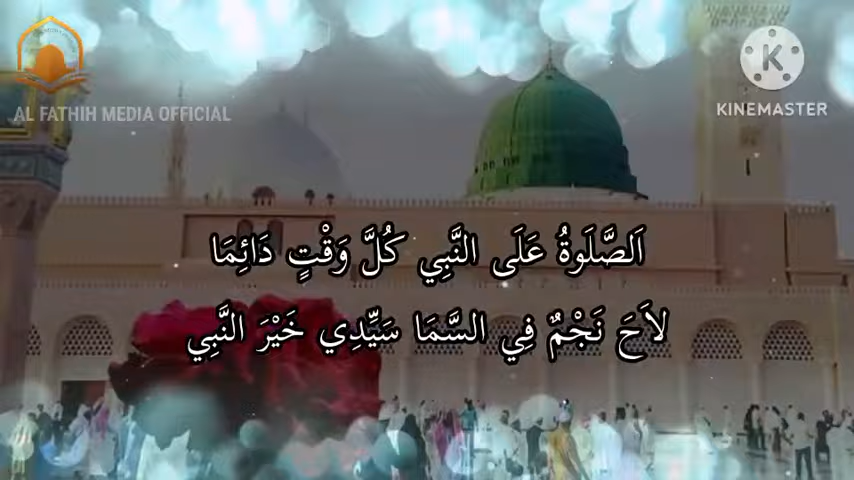 AL FATHIH MEDIA OFFICIAL
KINEMASTER
اَلصَّلَوةُ عَلَى النَّبِي كُلَّ وَقْتٍ دَائِمَا
لاَحَ نَجْمٌ فِي السَّمَا سَيِّدِي خَيْرَ النَّبِي